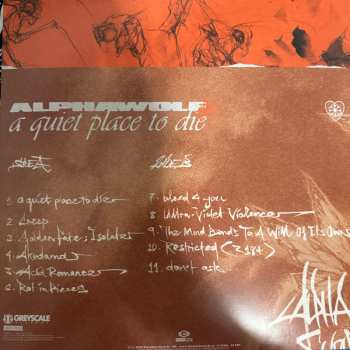 ALPHAWOLF
a quiet place to die
Side A
Side B
1 a quiet place to die
2 Creep
3 Golden Fate; Isolate
4 Akudama
5 Acid Romance
6 Rot in Pieces
7 bleed 4 you
8 Ultra-Violet Violence
9 The Mind Bends To A Will Of Its Own
10 Restricted (R18+)
11 don't ask
GREYSCALE